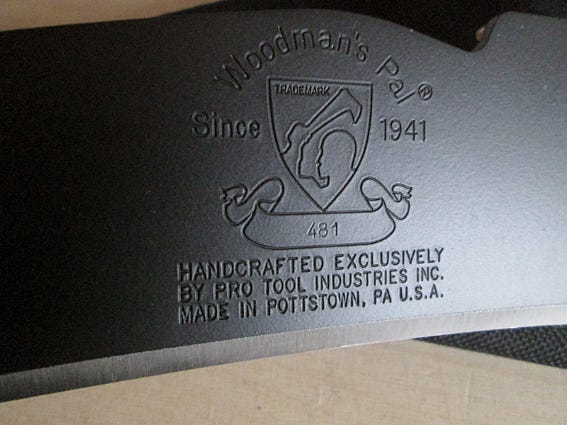 Woodman's Pal®
TRADEMARK
Since 1941
481
HANDCRAFTED EXCLUSIVELY
BY PRO TOOL INDUSTRIES INC.
MADE IN POTTSTOWN, PA U.S.A.